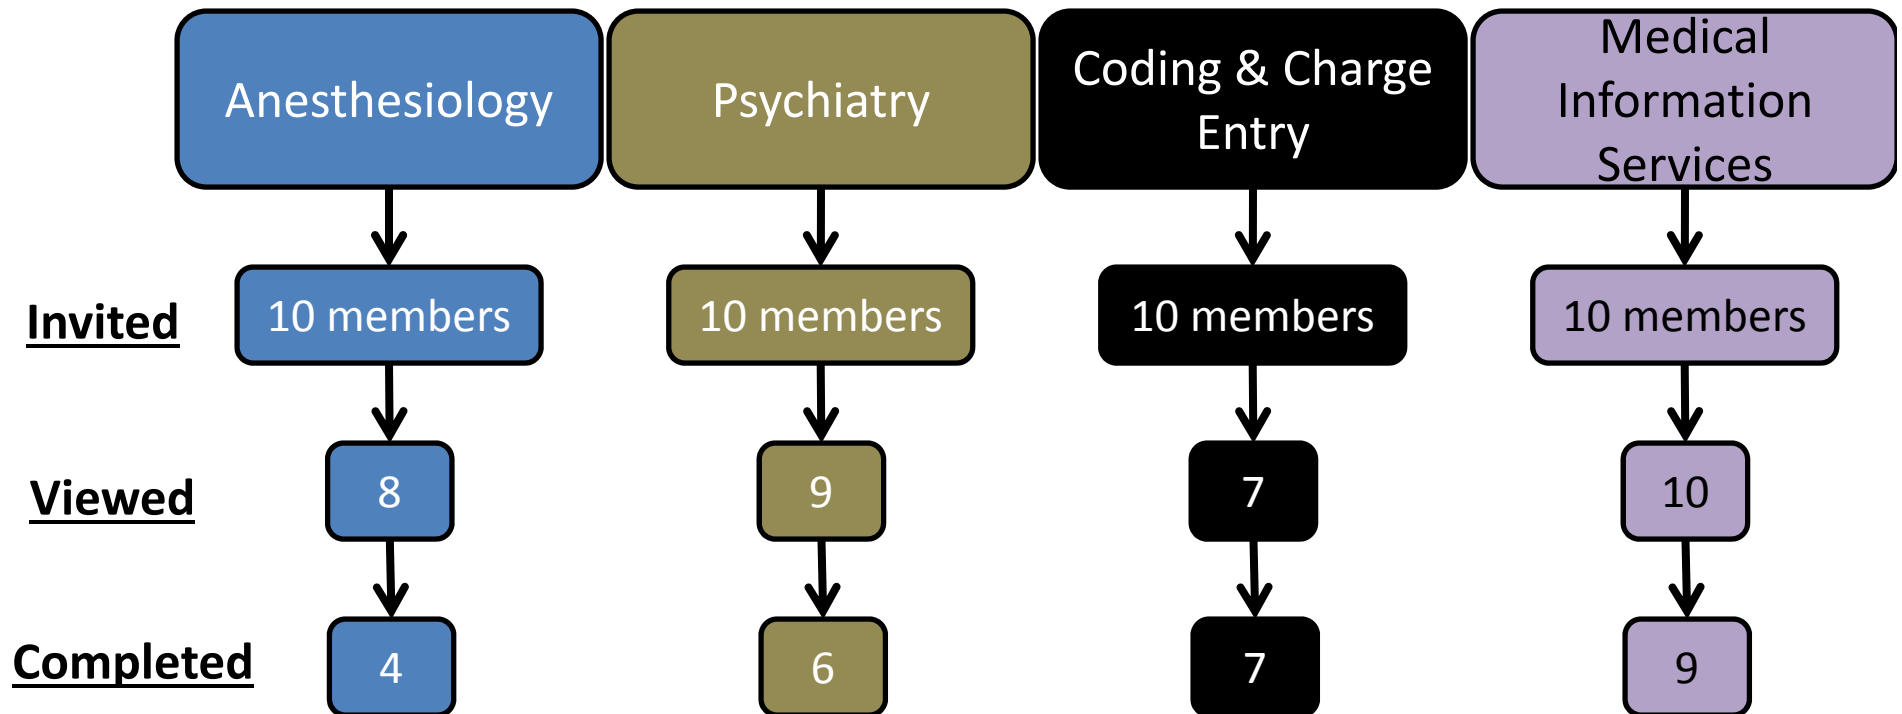 Anesthesiology
Psychiatry
Coding & Charge
Entry
Medical
Information
Services
Invited
10 members
10 members
10 members
10 members
Viewed
8
9
7
10
Completed
4
6
7
9